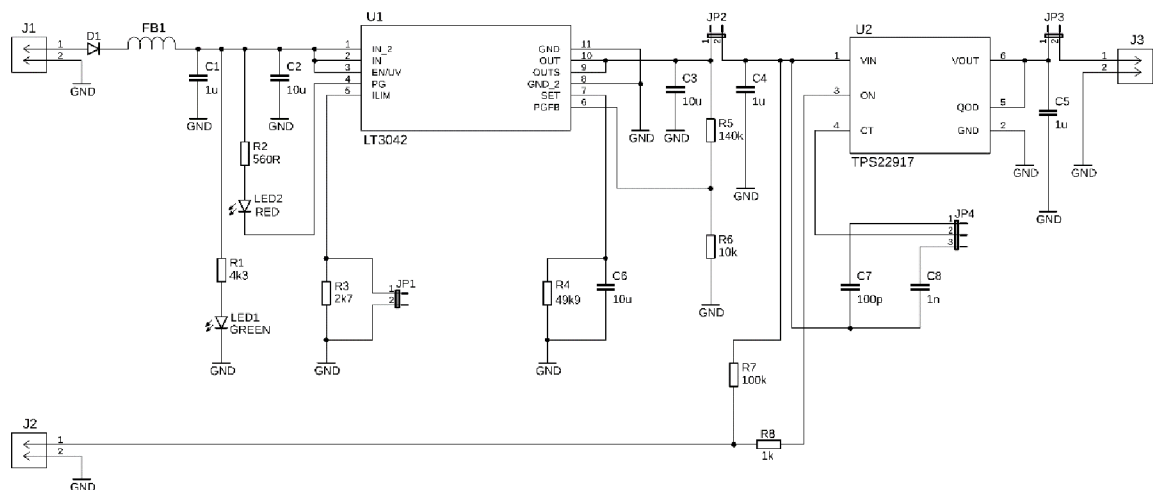 J1
1
2
GND
D1
FB1
C1
1u
GND
C2
10u
GND
R2
560R
LED2
RED
R1
4k3
LED1
GREEN
GND
U1
1 IN_2 GND 11
2 IN OUT 10
3 EN/UV OUTS 9
4 PG GND_2 8
5 ILIM SET 7
PGFB 6
LT3042
R3
2k7
GND
JP1
1
2
R4
49k9
GND
C6
10u
GND
C3
10u
GND
JP2
1
2
R5
140k
R6
10k
GND
C4
1u
GND
U2
1 VIN VOUT 6
3 ON
QOD 5
4 CT GND 2
TPS22917
GND
JP3
1
2
C5
1u
GND
J3
1
2
GND
JP4
1
2
3
C7
100p
C8
1n
R7
100k
R8
1k
J2
1
2
GND